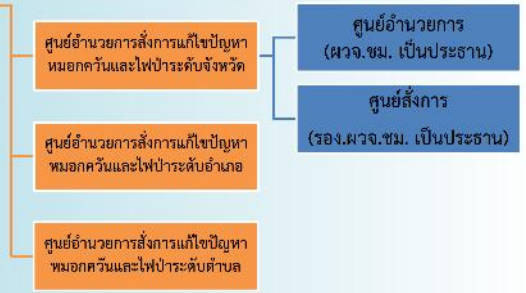 ศูนย์อำนวยการสั่งการแก้ไขปัญหา
หมอกควันและไฟป่าระดับจังหวัด
ศูนย์อำนวยการ
(ผวจ.ชม. เป็นประธาน)
ศูนย์สั่งการ
(รอง.ผวจ.ชม. เป็นประธาน)
ศูนย์อำนวยการสั่งการแก้ไขปัญหา
หมอกควันและไฟป่าระดับอำเภอ
ศูนย์อำนวยการสั่งการแก้ไขปัญหา
หมอกควันและไฟป่าระดับตำบล